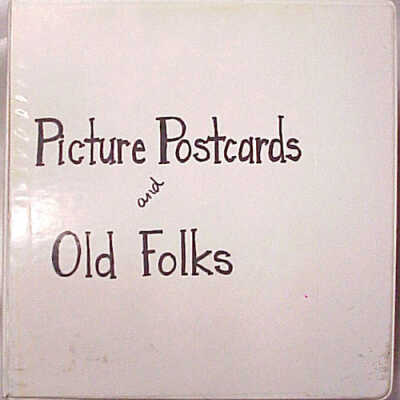 Picture Postcards
and
Old Folks